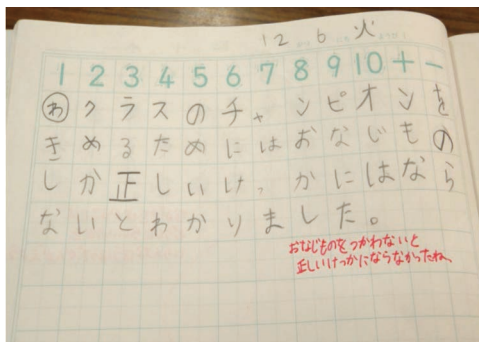 12 6 火
1 2 3 4 5 6 7 8 9 10 + -
わクラスのチャンピオンを
きめるためにはおなじもの
しか正しいけっかにはなら
ないとわかりました。
おなじものをつかわないと
正しいけっかにならなかったね。